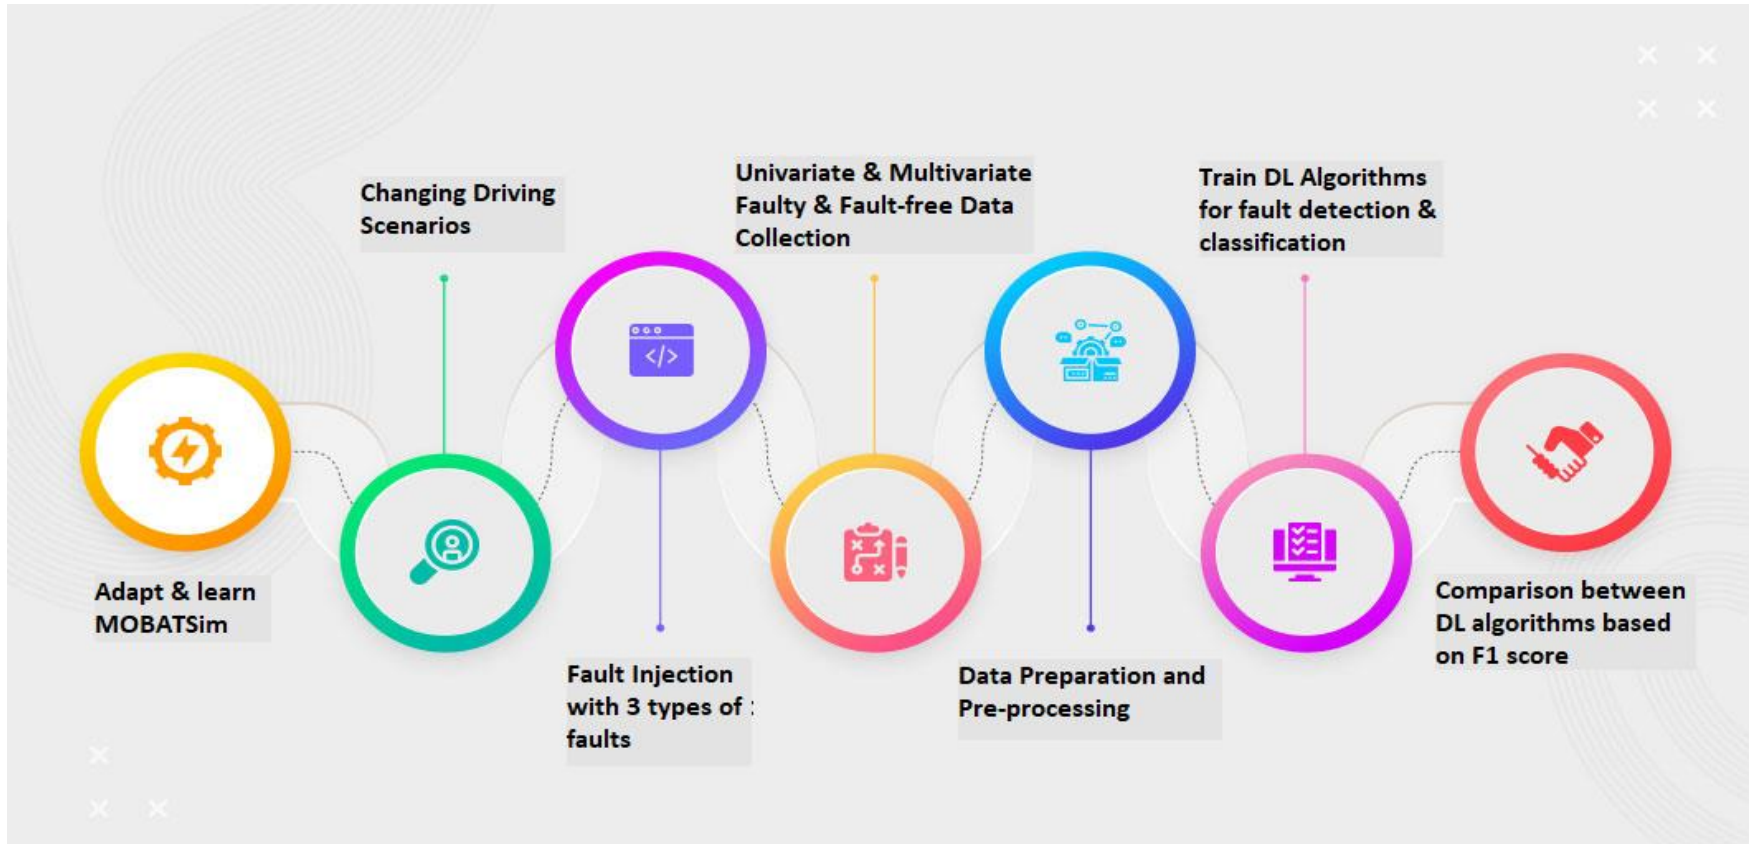 Adapt & learn
MOBATSim
Changing Driving
Scenarios
Fault Injection
with 3 types of
faults
Univariate & Multivariate
Faulty & Fault-free Data
Collection
Data Preparation and
Pre-processing
Train DL Algorithms
for fault detection &
classification
Comparison between
DL algorithms based
on F1 score